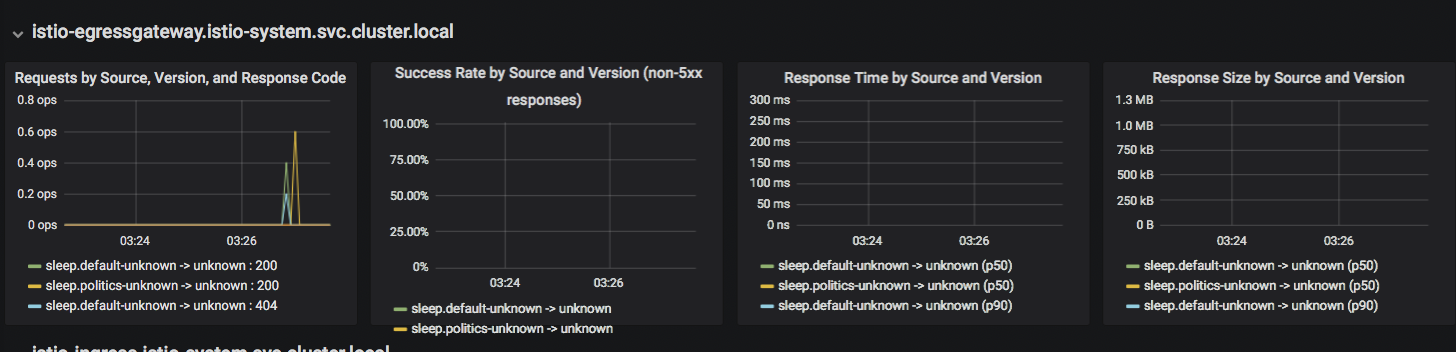 istio-egressgateway.istio-system.svc.cluster.local
Requests by Source, Version, and Response Code
0.8 ops
0.6 ops
0.4 ops
0.2 ops
0 ops
03:24 03:26
sleep.default-unknown -> unknown : 200
sleep.politics-unknown -> unknown : 200
sleep.default-unknown -> unknown : 404
Success Rate by Source and Version (non-5xx
responses)
100.00%
75.00%
50.00%
25.00%
0%
03:24 03:26
sleep.default-unknown -> unknown
sleep.politics-unknown -> unknown
Response Time by Source and Version
300 ms
250 ms
200 ms
150 ms
100 ms
50 ms
0 ns
03:24 03:26
sleep.default-unknown -> unknown (p50)
sleep.politics-unknown -> unknown (p50)
sleep.default-unknown -> unknown (p90)
Response Size by Source and Version
1.3 MB
1.0 MB
750 kB
500 kB
250 kB
0 B
03:24 03:26
sleep.default-unknown -> unknown (p50)
sleep.politics-unknown -> unknown (p50)
sleep.default-unknown -> unknown (p90)
istio-ingress.istio-system.svc.cluster.local